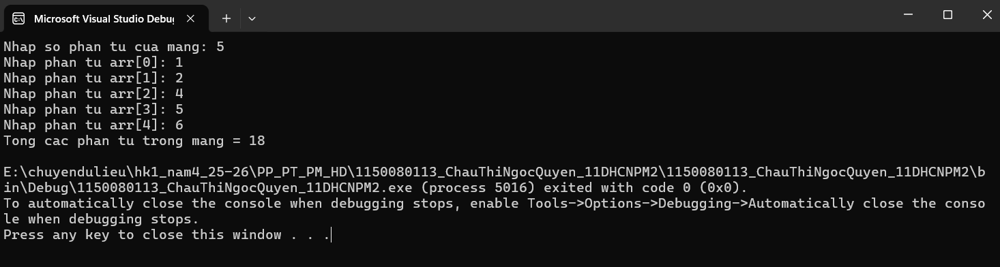 Microsoft Visual Studio Debug
Nhap so phan tu cua mang: 5
Nhap phan tu arr[0]: 1
Nhap phan tu arr[1]: 2
Nhap phan tu arr[2]: 4
Nhap phan tu arr[3]: 5
Nhap phan tu arr[4]: 6
Tong cac phan tu trong mang = 18
E:\chuyendulieu\hk1_nam4_25-26\PP_PT_PM_HD\1150080113_ChauThiNgocQuyen_11DHCNPM2\1150080113_ChauThiNgocQuyen_11DHCNPM2\b
in\Debug\1150080113_ChauThiNgocQuyen_11DHCNPM2.exe (process 5016) exited with code 0 (0x0).
To automatically close the console when debugging stops, enable Tools->Options->Debugging->Automatically close the conso
le when debugging stops.
Press any key to close this window . . .